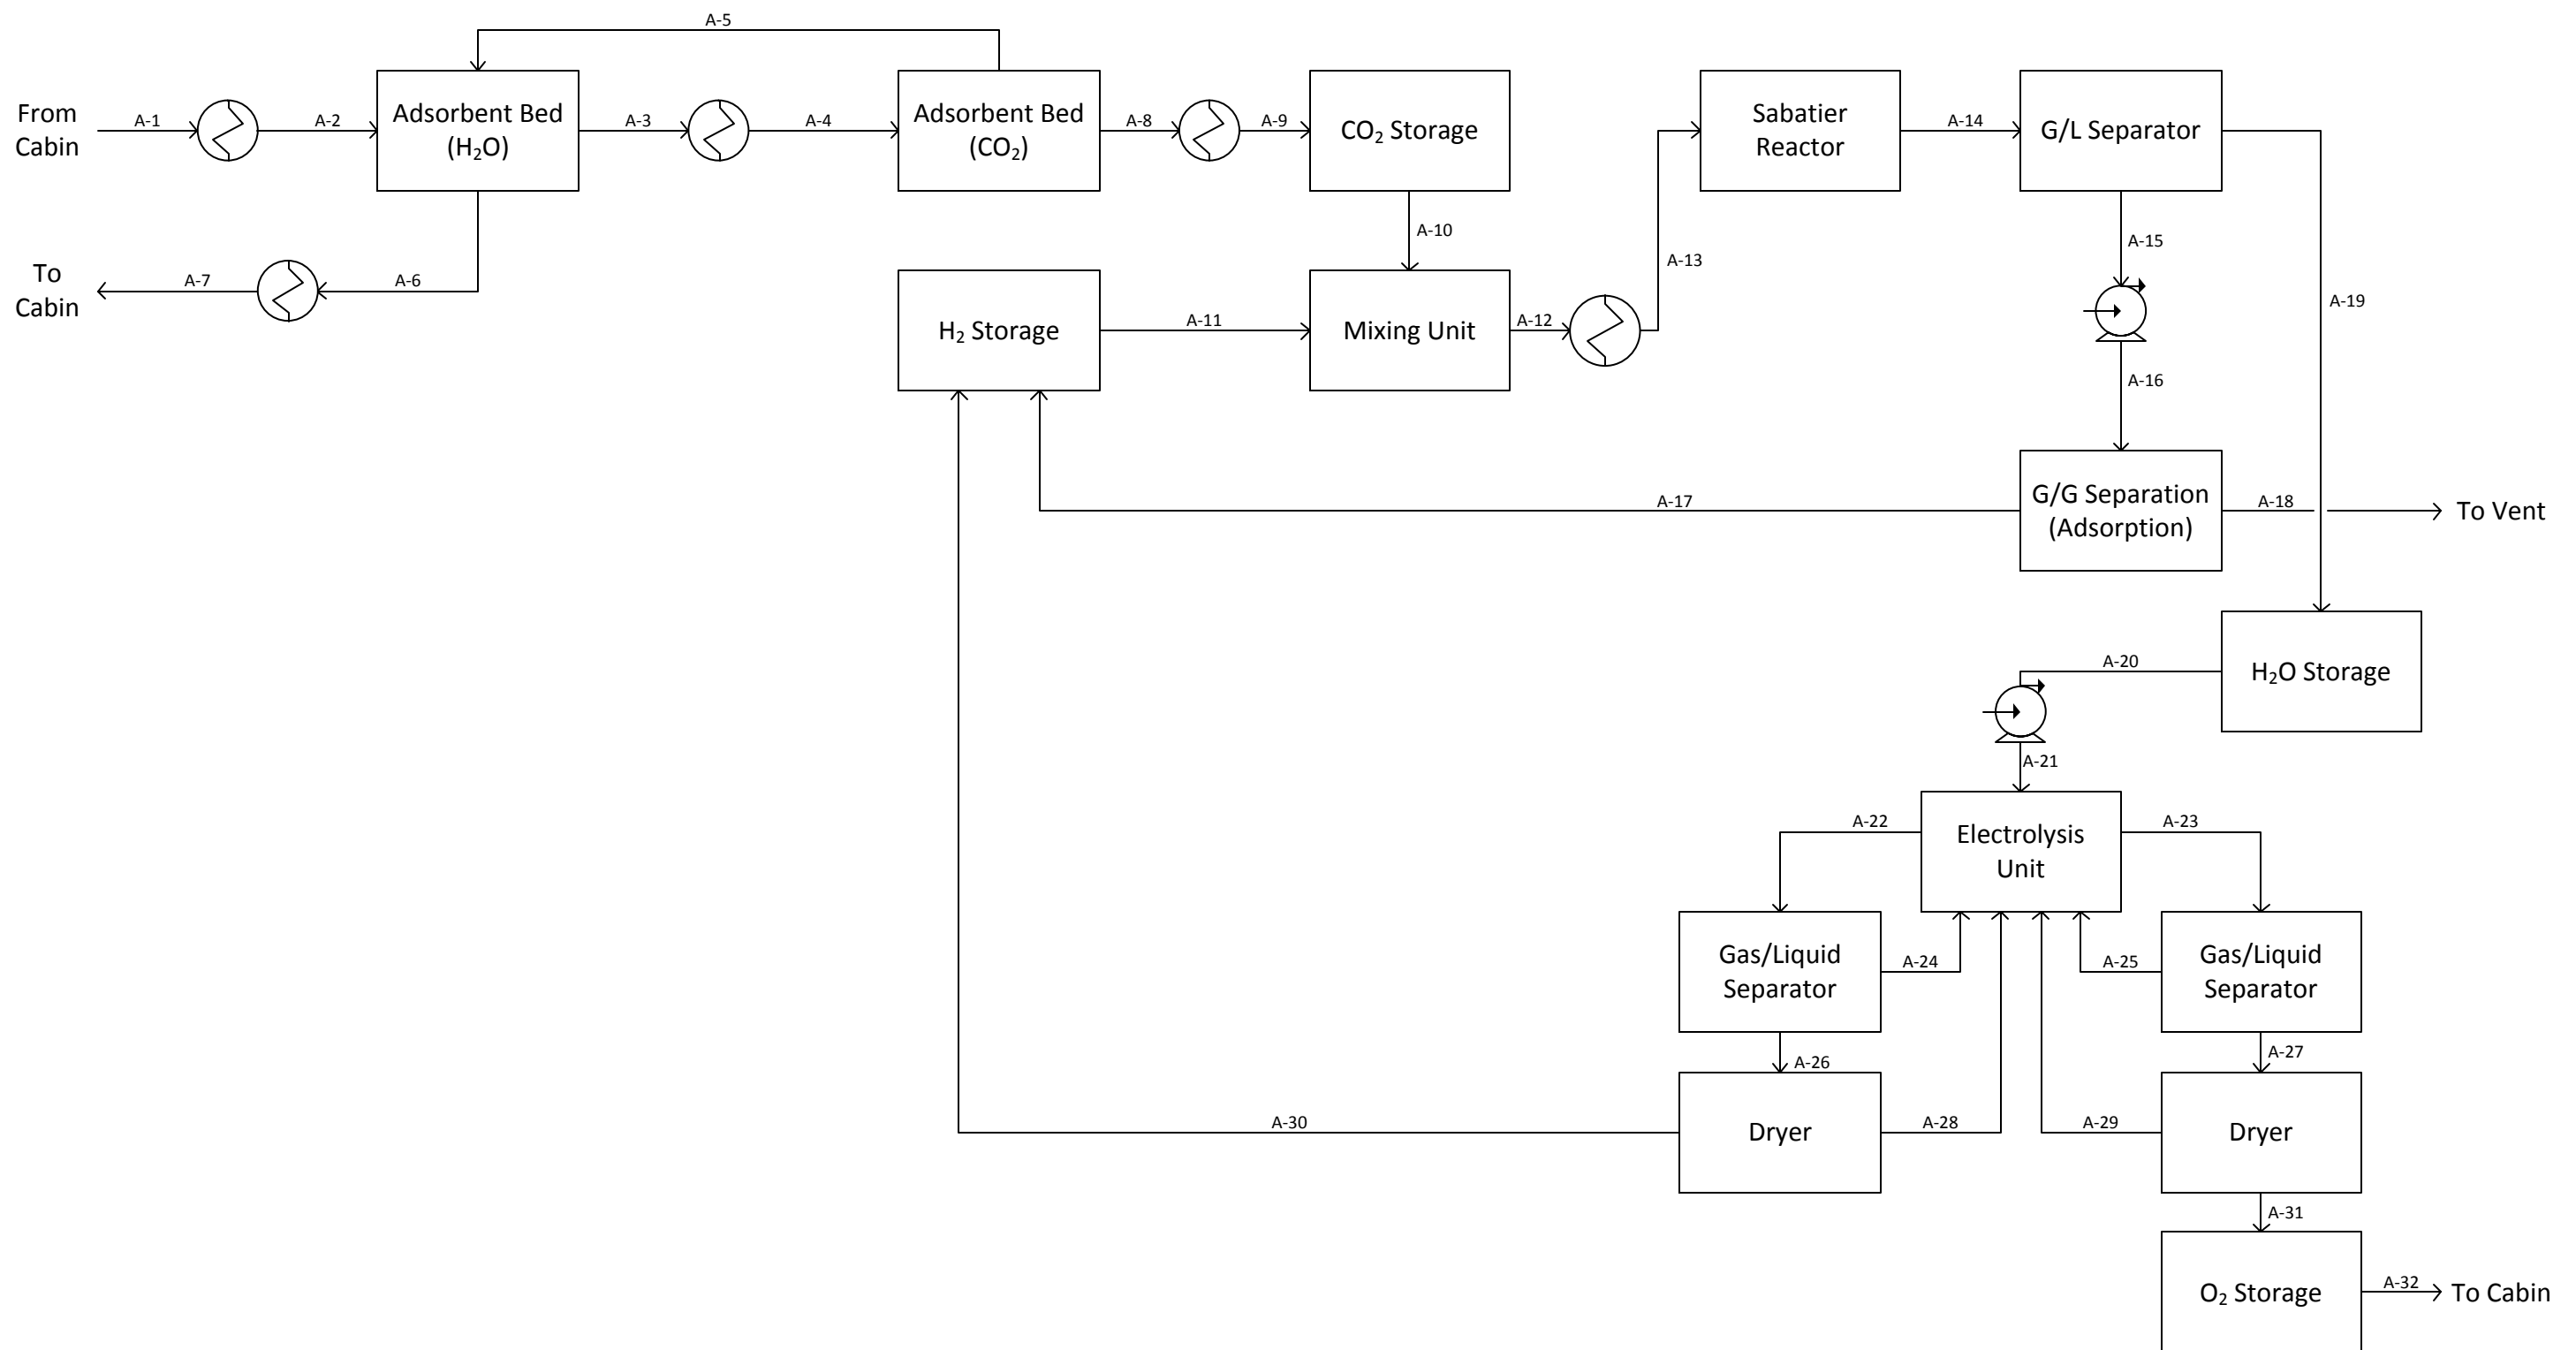 A-5
From
Cabin
A-1
A-2
Adsorbent Bed
(H₂O)
A-3
A-4
Adsorbent Bed
(CO₂)
A-8
A-9
CO₂ Storage
Sabatier
Reactor
A-14
G/L Separator
A-10
A-15
A-13
To
Cabin
A-7
A-6
A-19
H₂ Storage
A-11
Mixing Unit
A-12
A-16
A-17
G/G Separation
(Adsorption)
A-18
To Vent
A-20
H₂O Storage
A-21
A-22
Electrolysis
Unit
A-23
Gas/Liquid
Separator
A-24
A-25
Gas/Liquid
Separator
A-26
A-27
A-30
Dryer
A-28
A-29
Dryer
A-31
O₂ Storage
A-32
To Cabin